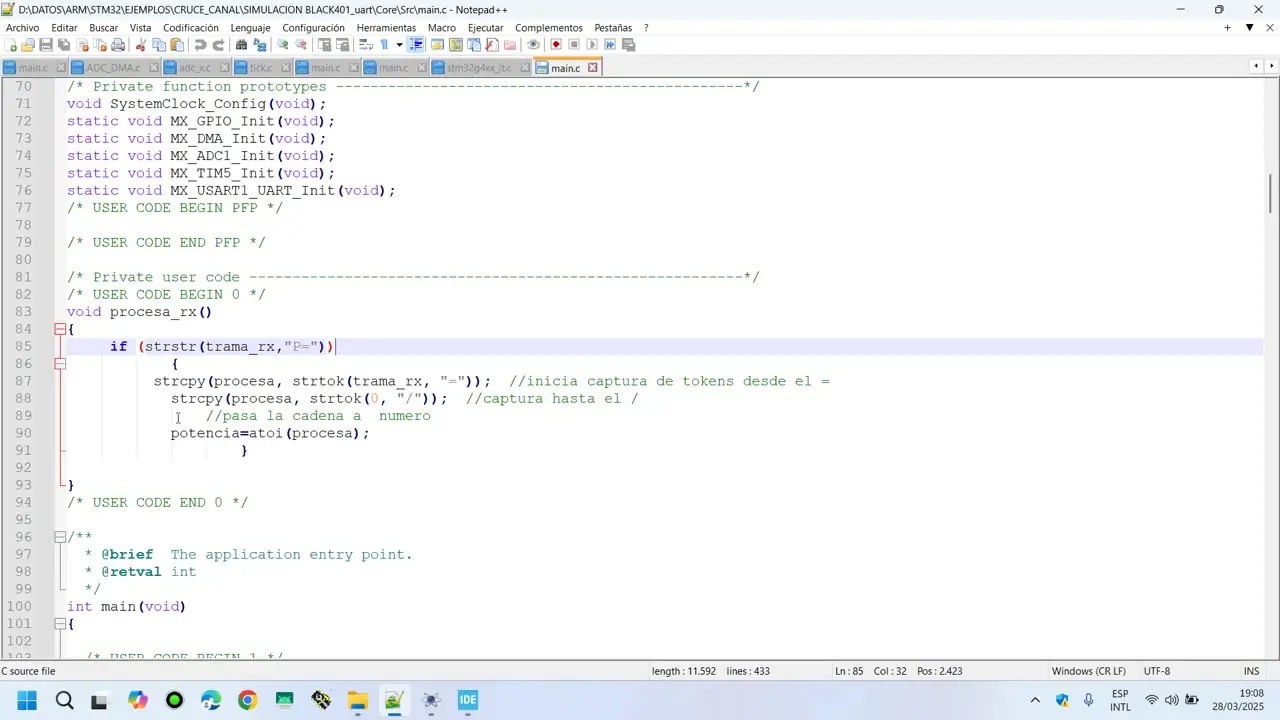 D:\DATOS\ARM\STM32\EJEMPLOS\CRUCE_CANAL\SIMULACION BLACK401_uart\Core\Src\main.c - Notepad++
Archivo Editar Buscar Vista Codificación Lenguaje Configuración Herramientas Macro Ejecutar Complementos Pestañas ?
main.c ADC_DMA.c adc_x.c tick.c main.c main.c stm32g4xx_it.c main.c
70 /* Private function prototypes -----------------------------------------------*/
71 void SystemClock_Config(void);
72 static void MX_GPIO_Init(void);
73 static void MX_DMA_Init(void);
74 static void MX_ADC1_Init(void);
75 static void MX_TIM5_Init(void);
76 static void MX_USART1_UART_Init(void);
77 /* USER CODE BEGIN PFP */
78
79 /* USER CODE END PFP */
80
81 /* Private user code ---------------------------------------------------------*/
82 /* USER CODE BEGIN 0 */
83 void procesa_rx()
84 {
85 if (strstr(trama_rx,"P="))
86 {
87 strcpy(procesa, strtok(trama_rx, "=")); //inicia captura de tokens desde el =
88 strcpy(procesa, strtok(0, "/")); //captura hasta el /
89 //pasa la cadena a numero
90 potencia=atoi(procesa);
91 }
92
93 }
94 /* USER CODE END 0 */
95
96 /**
97 * @brief The application entry point.
98 * @retval int
99 */
100 int main(void)
101 {
102
103 /* USER CODE BEGIN 1 */
C source file length : 11.592 lines : 433 Ln : 85 Col : 32 Pos : 2.423 Windows (CR LF) UTF-8 INS
IDE ESP INTL 19:08 28/03/2025